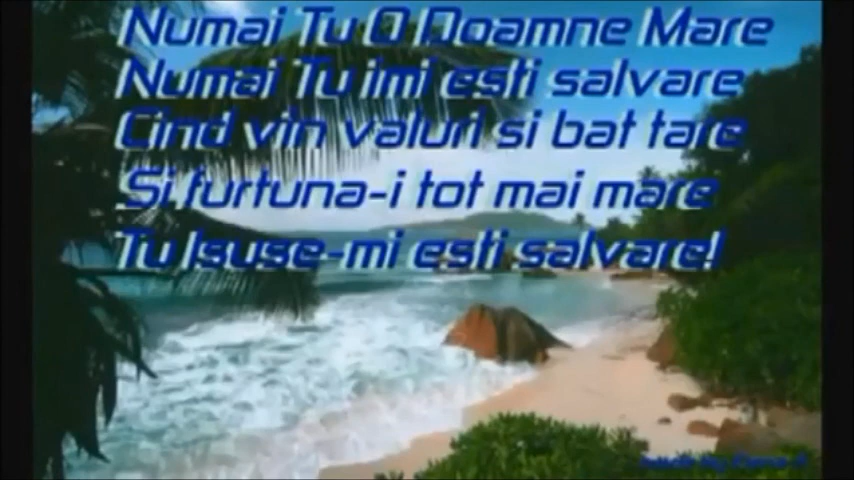 Numai Tu O Doamne Mare
Numai Tu imi esti salvare
Cind vin valuri si bat tare
Si furtuna-i tot mai mare
Tu Isuse-mi esti salvare!